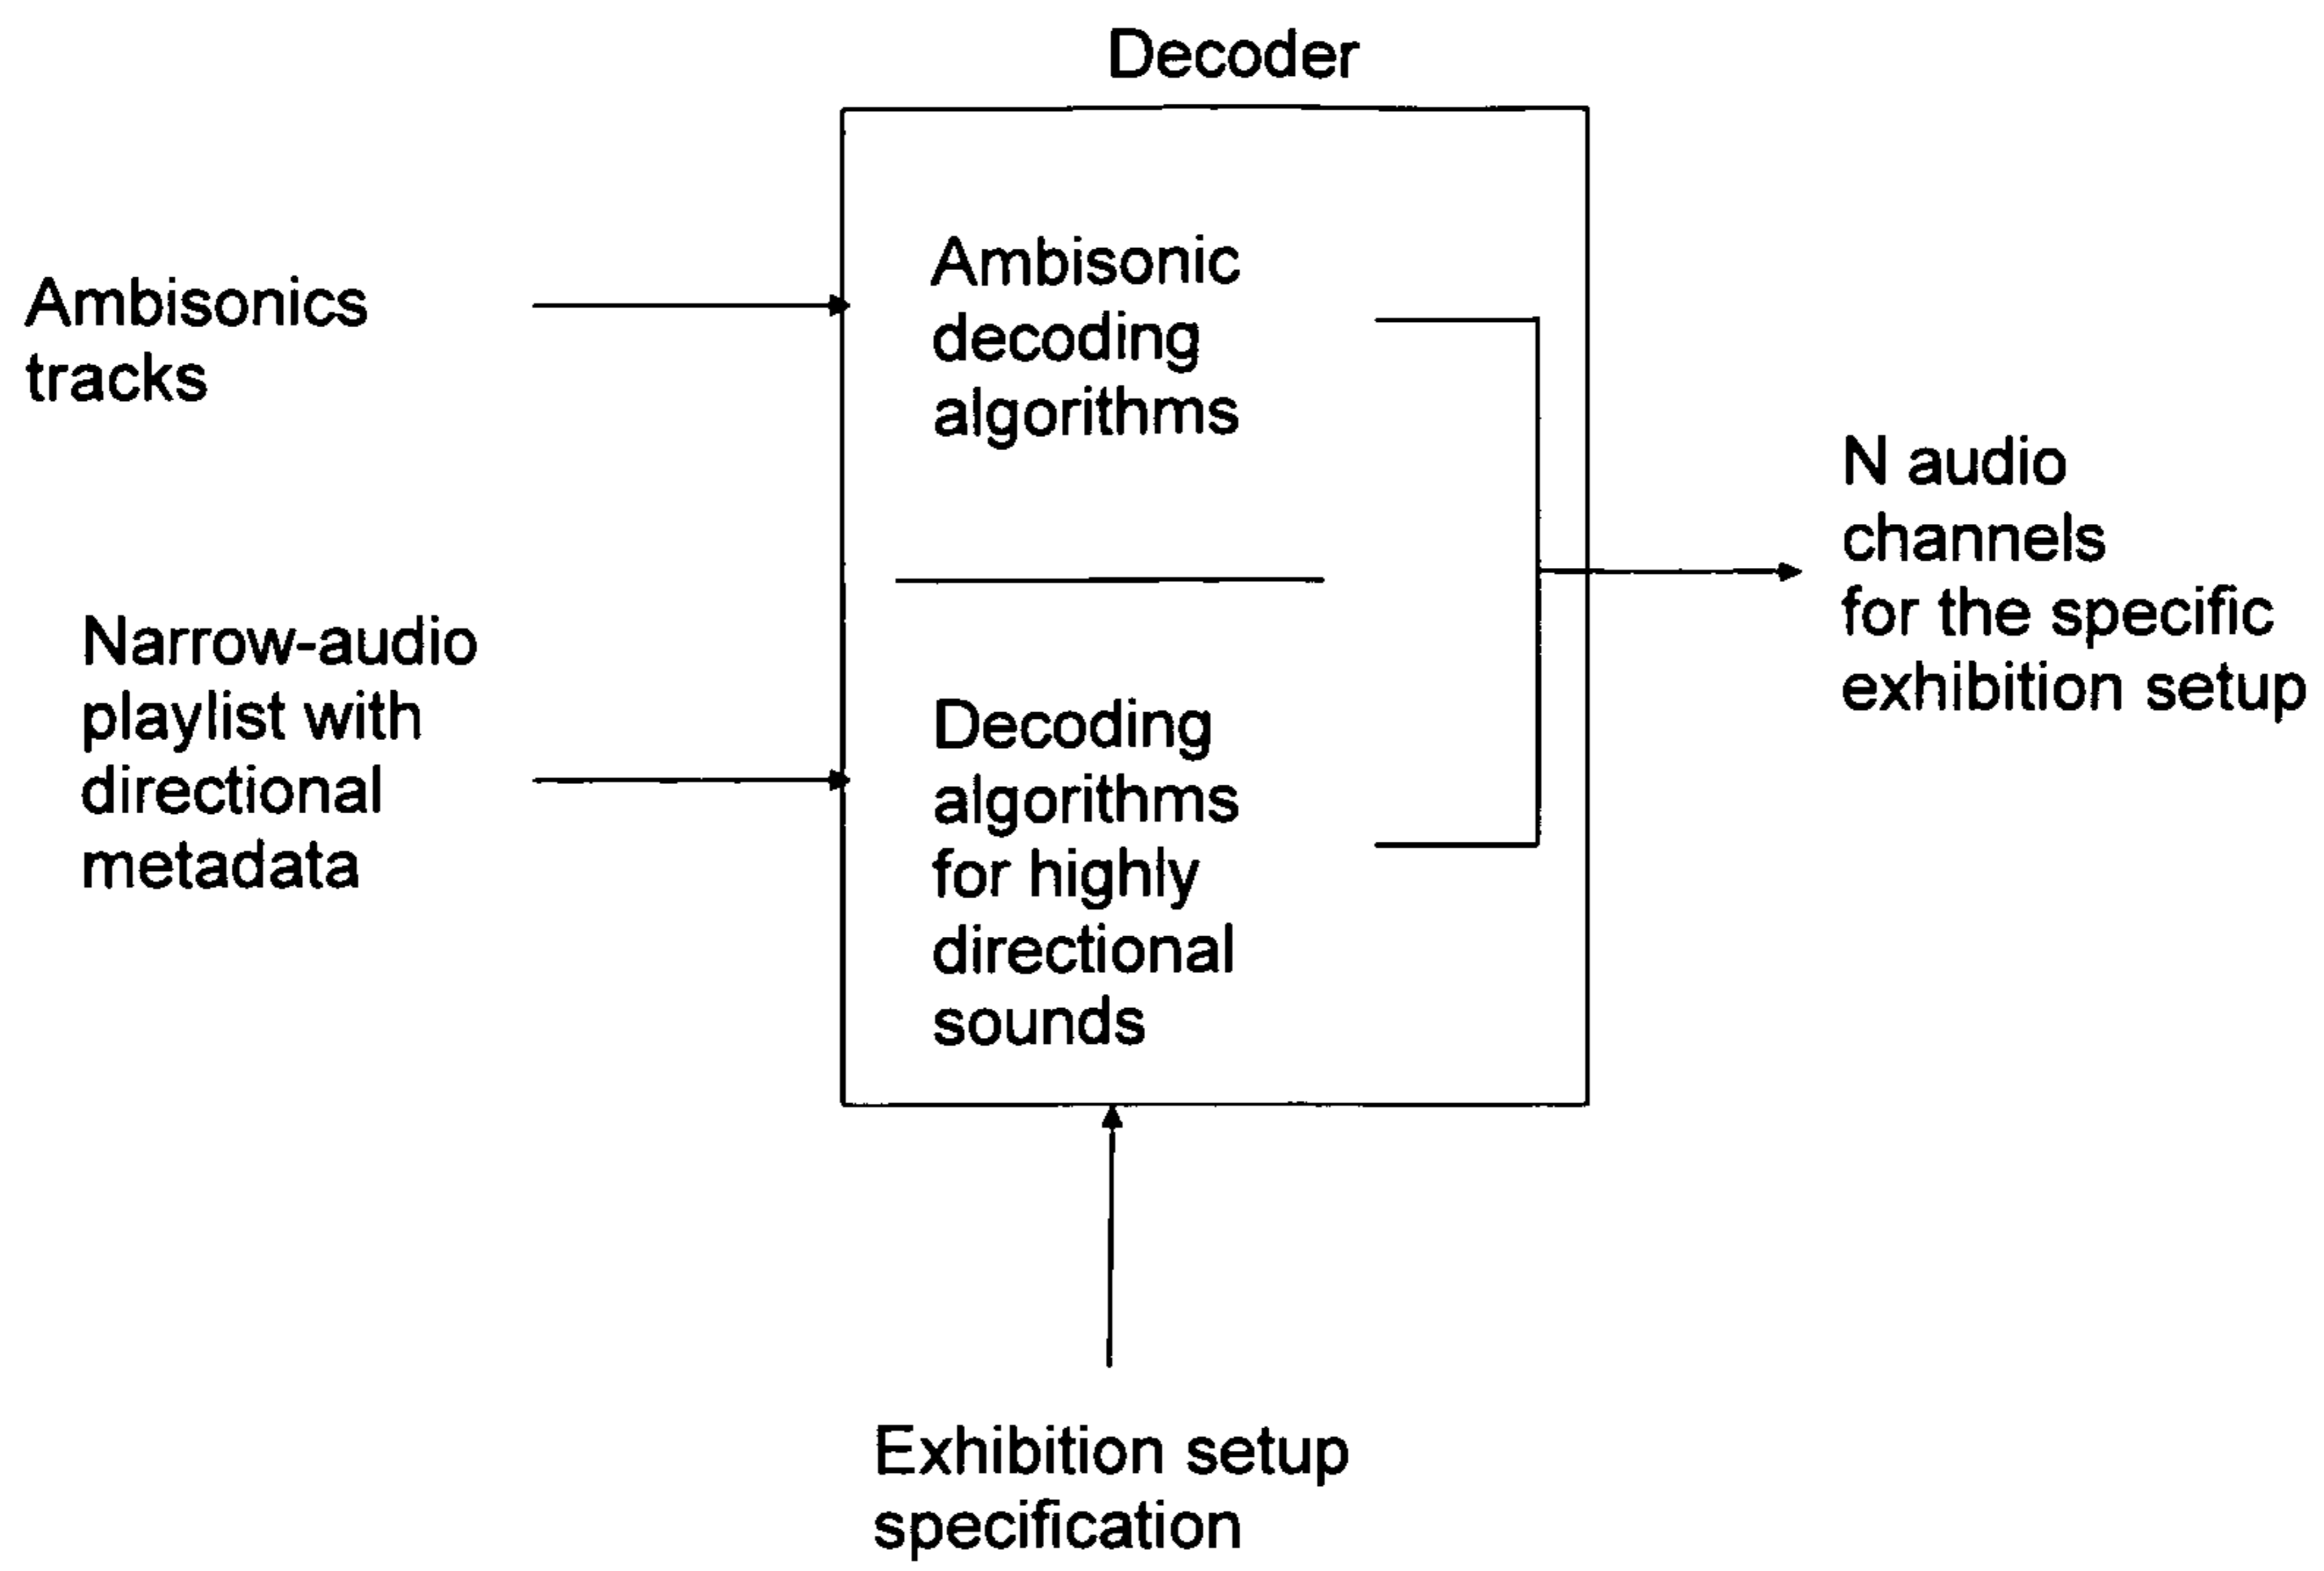 Decoder
Ambisonics
tracks
Narrow-audio
playlist with
directional
metadata
Ambisonic
decoding
algorithms
Decoding
algorithms
for highly
directional
sounds
N audio
channels
for the specific
exhibition setup
Exhibition setup
specification